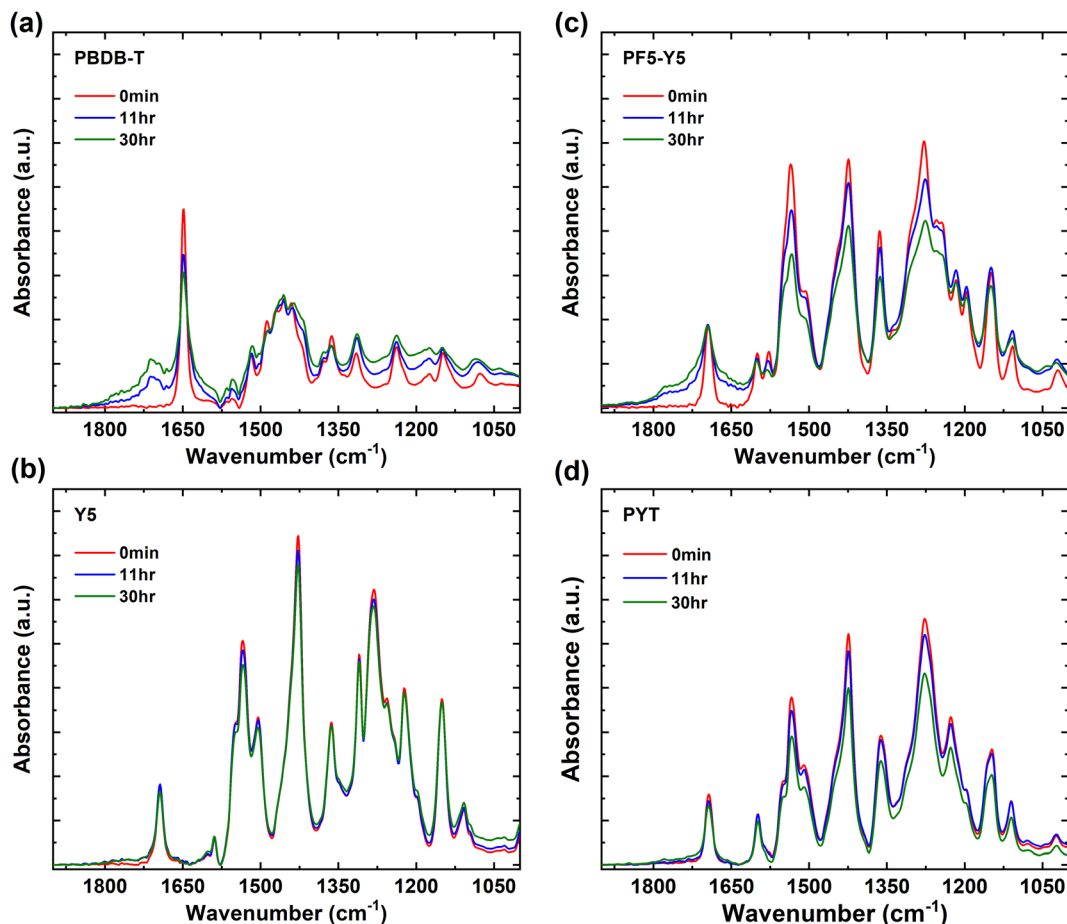 (a)
PBDB-T
0min
11hr
30hr
Absorbance (a.u.)
1800 1650 1500 1350 1200 1050
Wavenumber (cm⁻¹)
(c)
PF5-Y5
0min
11hr
30hr
Absorbance (a.u.)
1800 1650 1500 1350 1200 1050
Wavenumber (cm⁻¹)
(b)
Y5
0min
11hr
30hr
Absorbance (a.u.)
1800 1650 1500 1350 1200 1050
Wavenumber (cm⁻¹)
(d)
PYT
0min
11hr
30hr
Absorbance (a.u.)
1800 1650 1500 1350 1200 1050
Wavenumber (cm⁻¹)